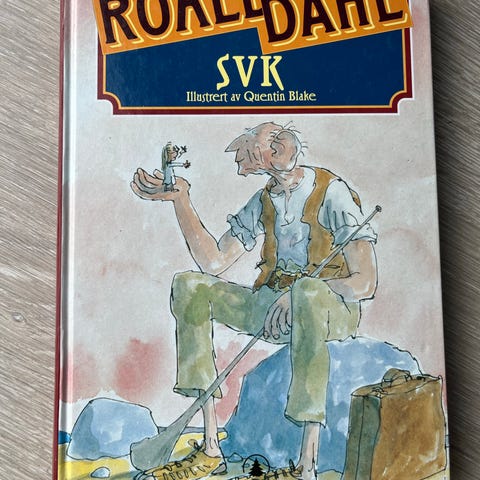 ROALD DAHL
SVK
Illustrert av Quentin Blake